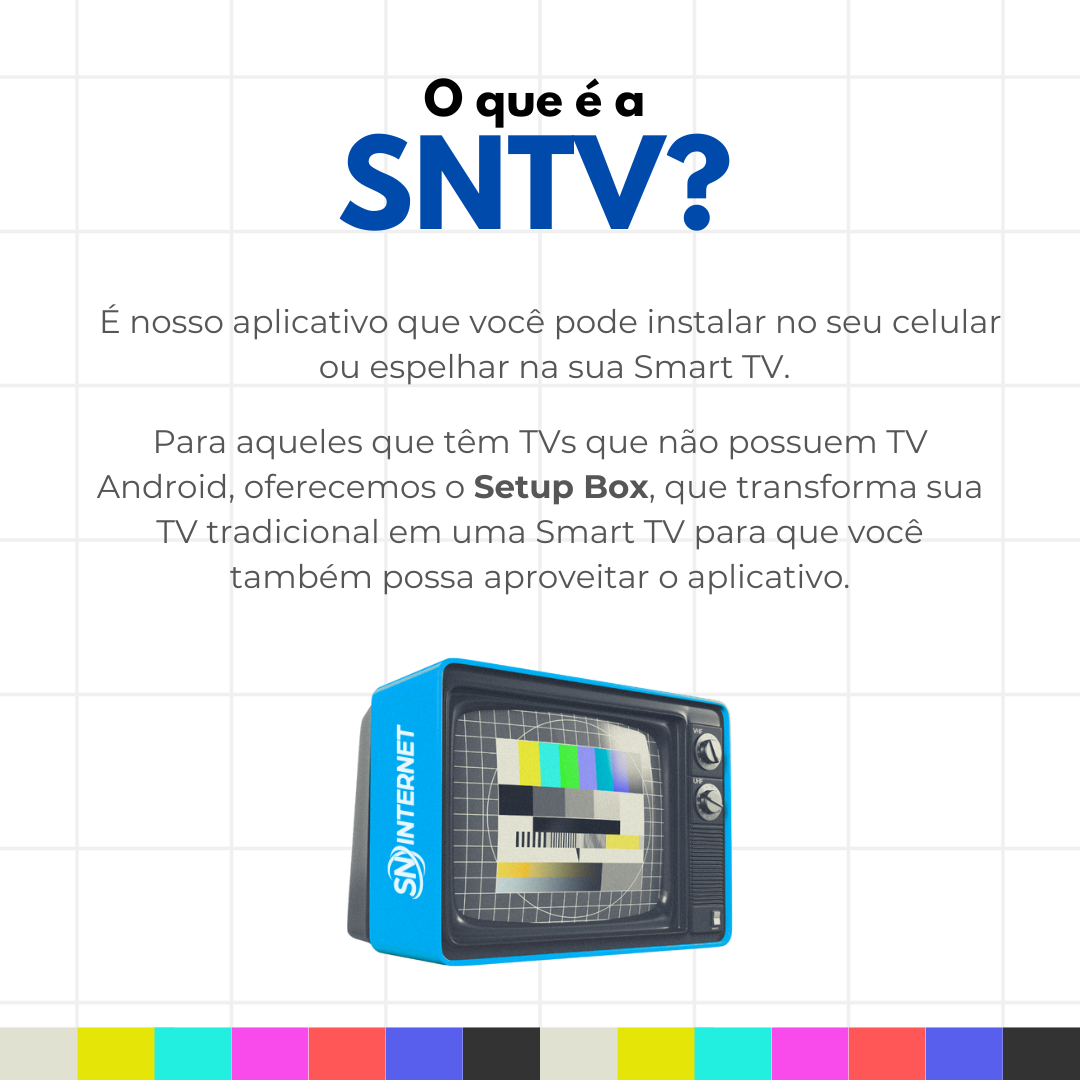 O que é a
SNTV?
É nosso aplicativo que você pode instalar no seu celular
ou espelhar na sua Smart TV.
Para aqueles que têm TVs que não possuem TV
Android, oferecemos o Setup Box, que transforma sua
TV tradicional em uma Smart TV para que você
também possa aproveitar o aplicativo.
SN INTERNET
VHF
UHF